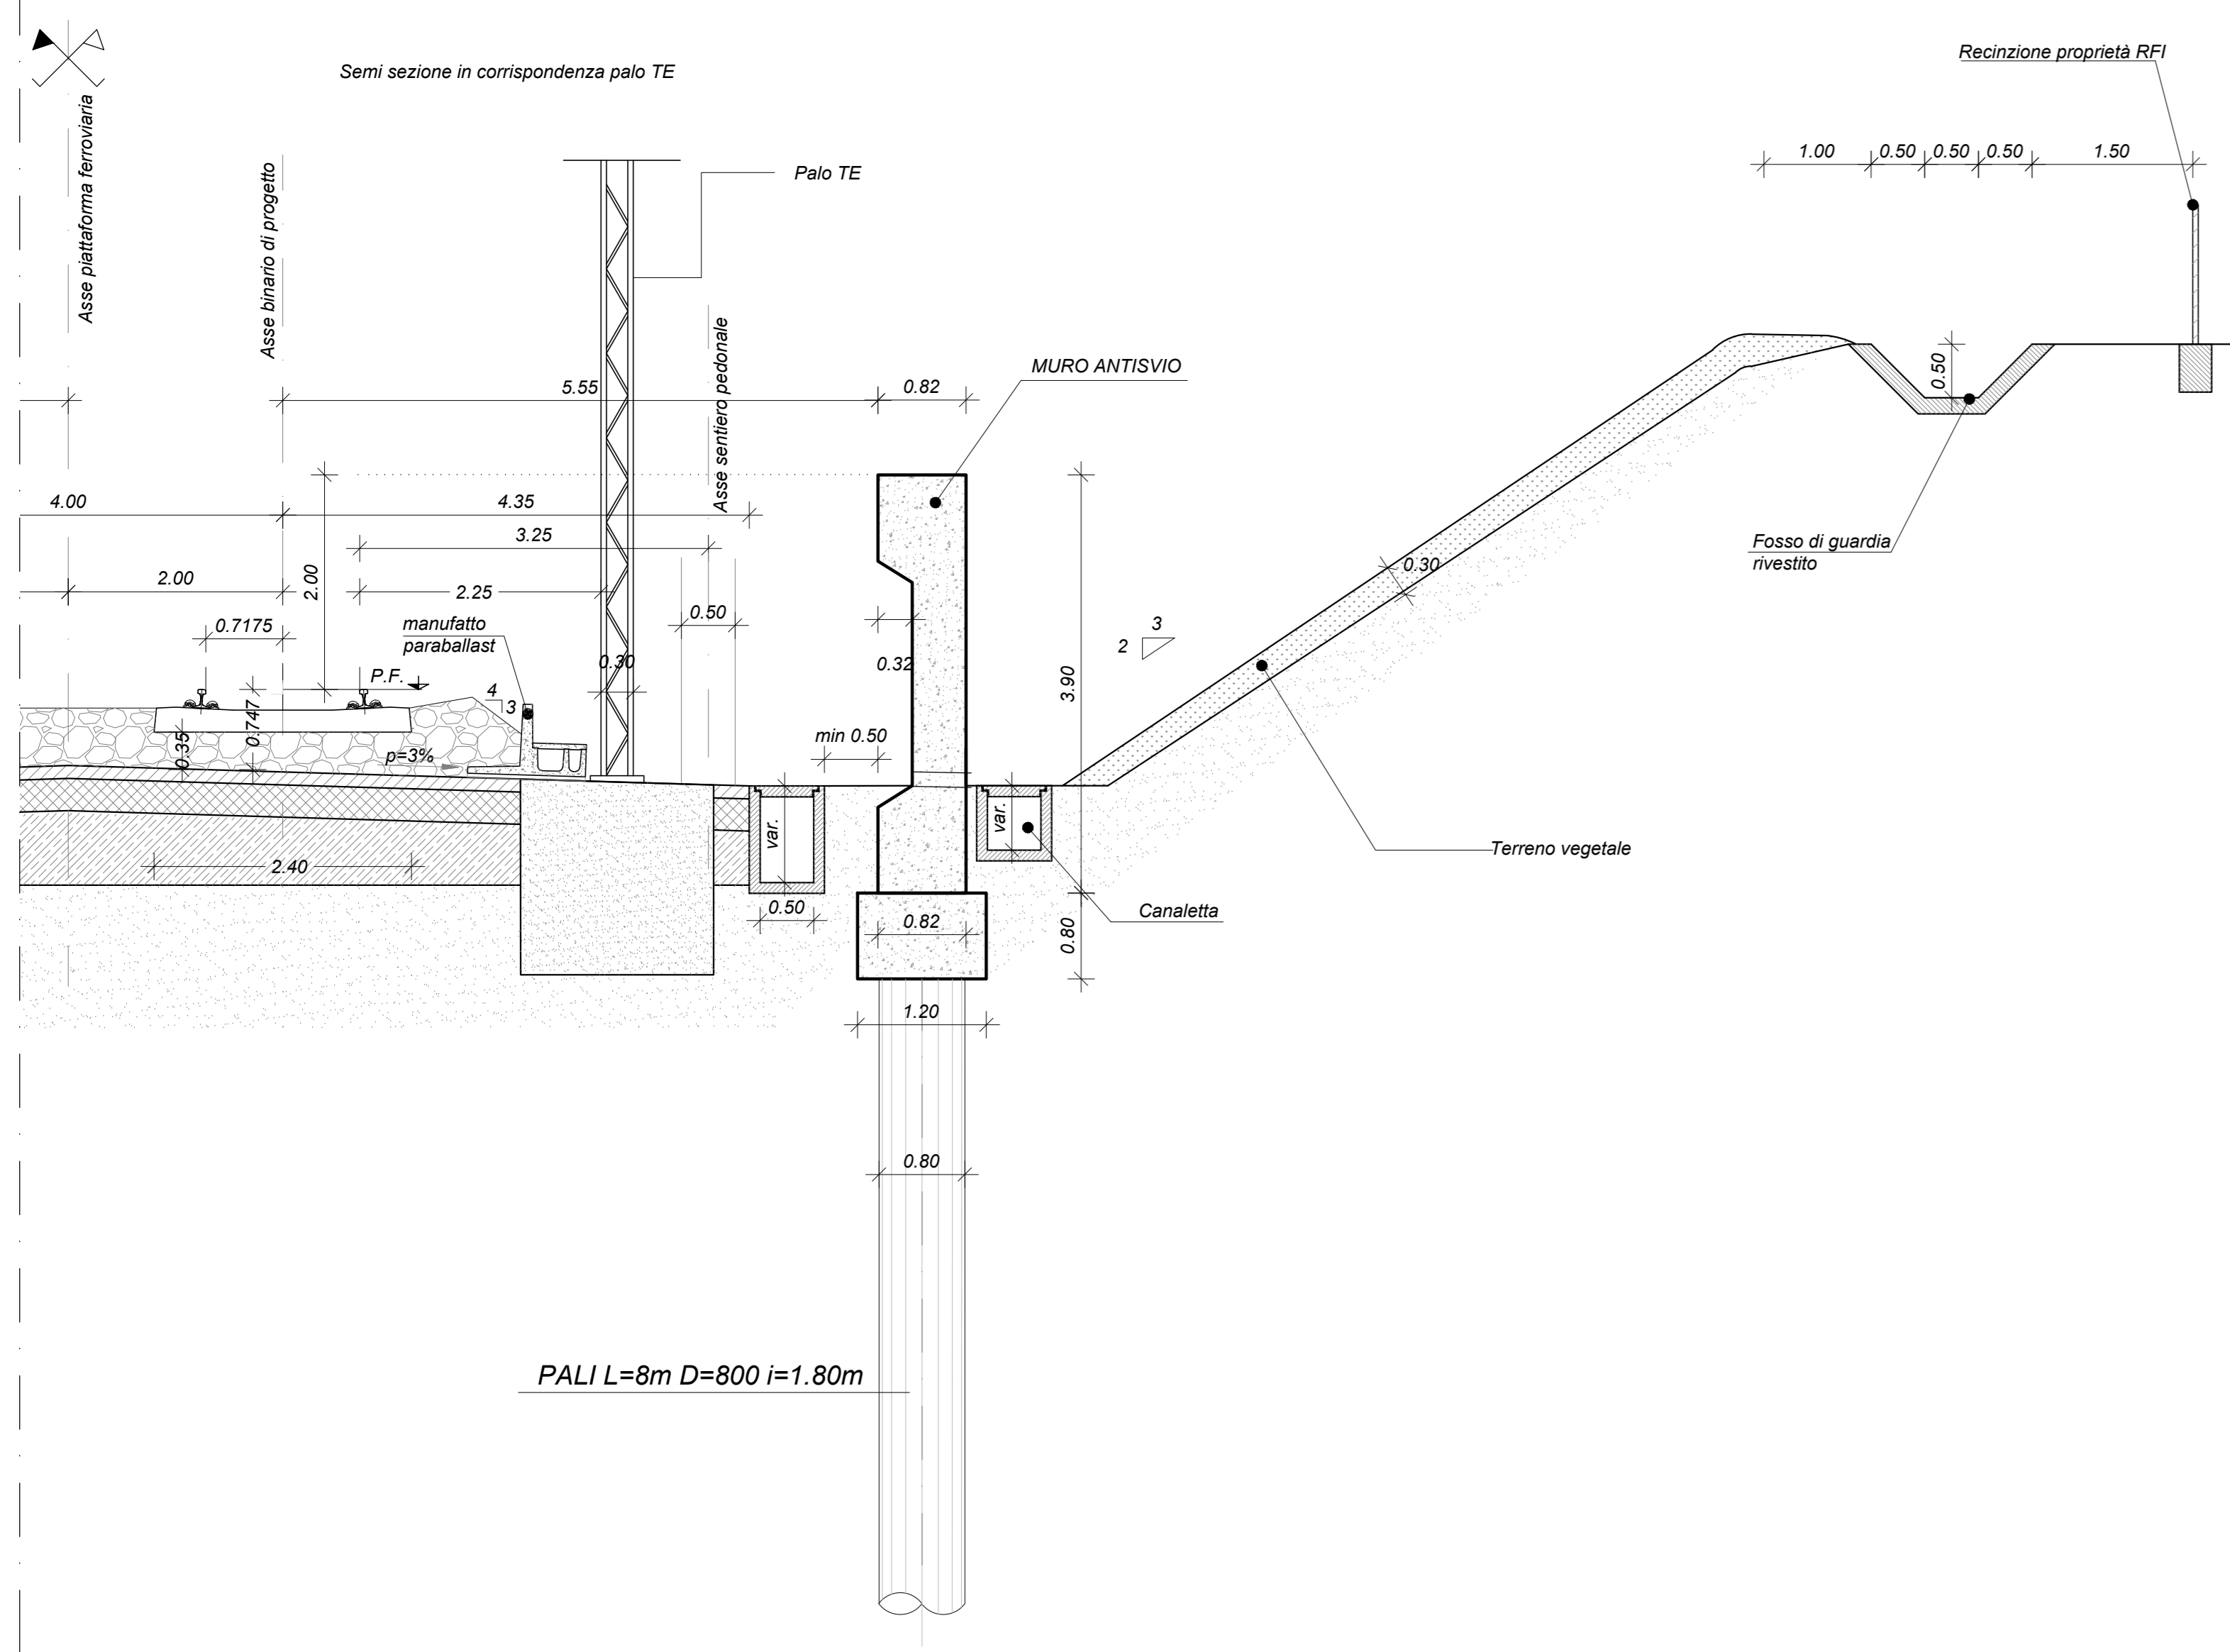 Semi sezione in corrispondenza palo TE
Recinzione proprietà RFI
Asse piattaforma ferroviaria
Asse binario di progetto
Palo TE
1.00
0.50
0.50
0.50
1.50
Asse sentiero pedonale
MURO ANTISVIO
5.55
0.82
0.50
4.00
4.35
3.25
2.00
2.00
2.25
0.50
0.7175
manufatto
paraballast
0.30
0.32
P.F.
4
3
0.747
0.35
p=3%
min 0.50
3.90
3
2
0.30
Fosso di guardia
rivestito
Terreno vegetale
var.
var.
2.40
0.50
0.82
0.80
Canaletta
1.20
0.80
PALI L=8m D=800 i=1.80m